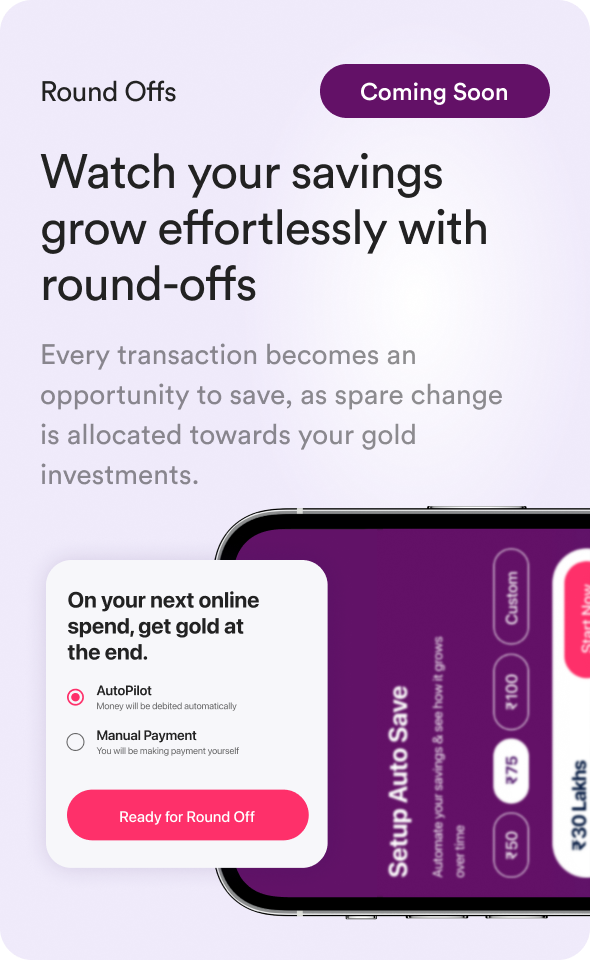 Round Offs
Coming Soon
Watch your savings
grow effortlessly with
round-offs
Every transaction becomes an
opportunity to save, as spare change
is allocated towards your gold
investments.
On your next online
spend, get gold at
the end.
AutoPilot
Money will be debited automatically
Manual Payment
You will be making payment yourself
Ready for Round Off
Setup Auto Save
Automate your savings & see how it grows
over time
₹50
₹75
₹100
Custom
₹30 Lakhs
Start Now